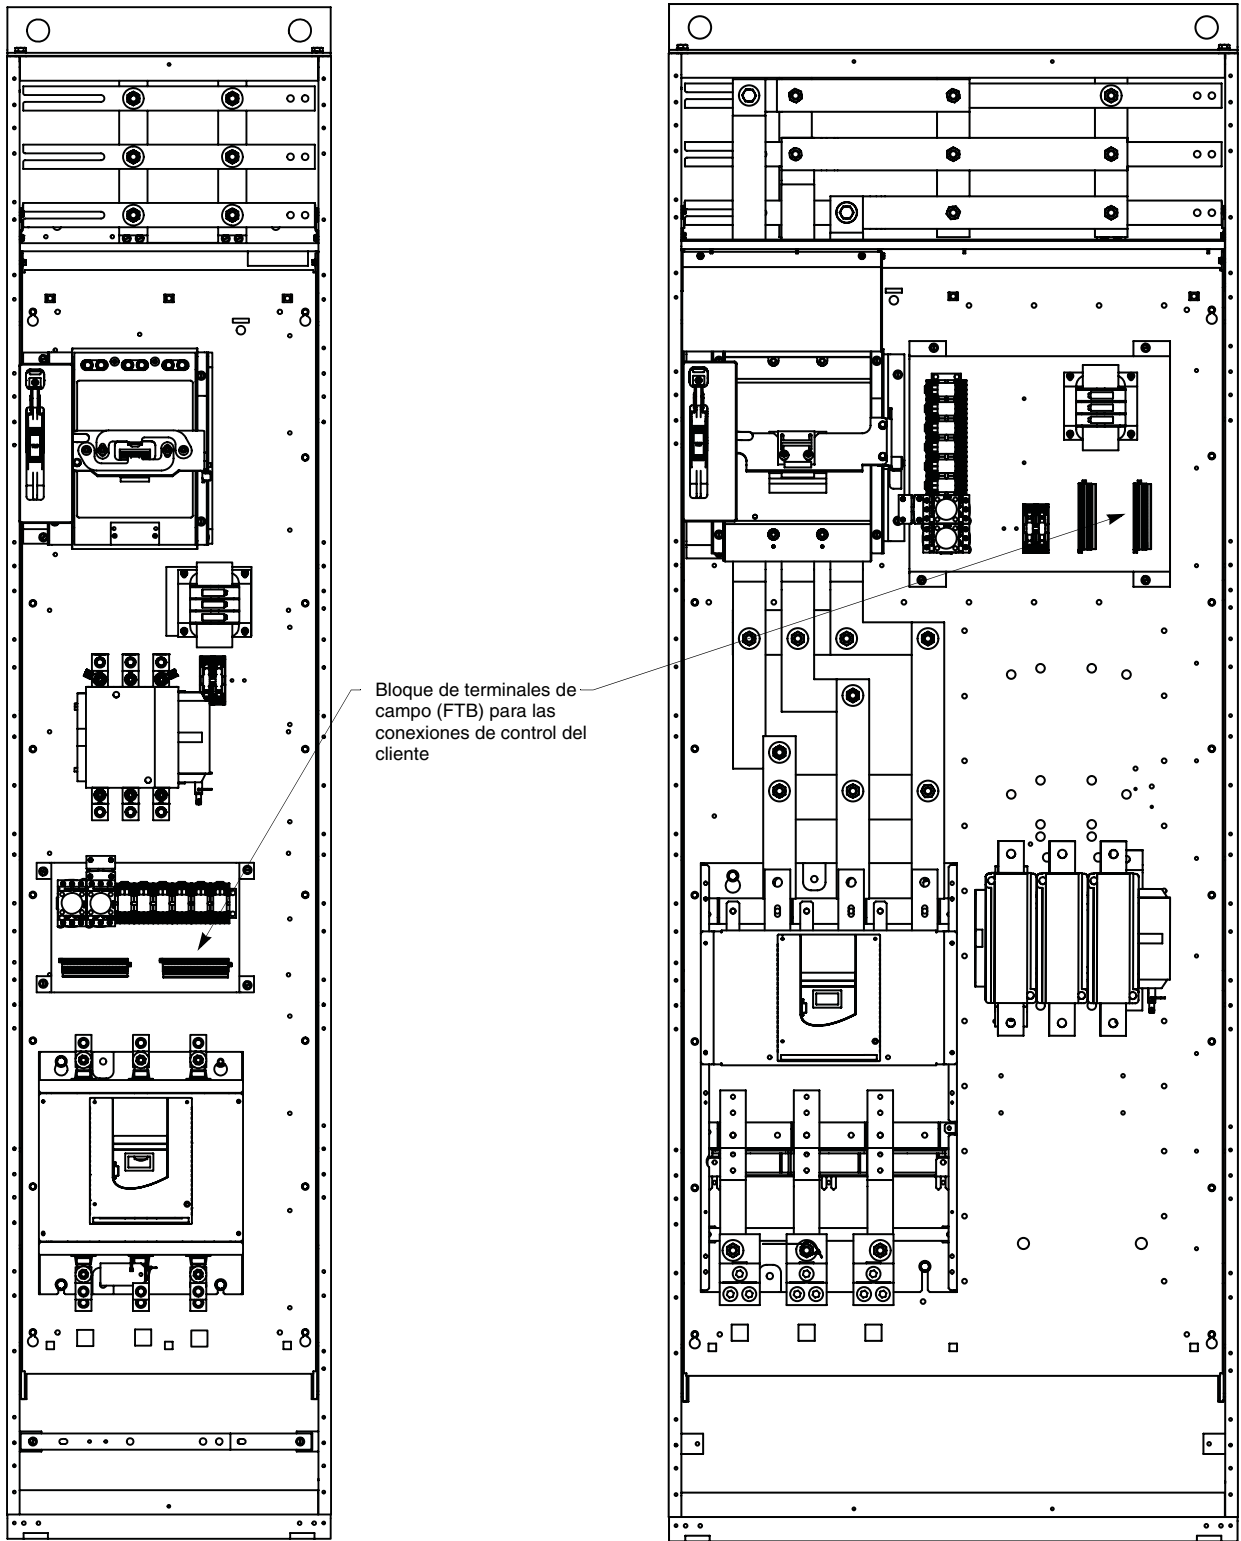 Bloque de terminales de
campo (FTB) para las
conexiones de control del
cliente